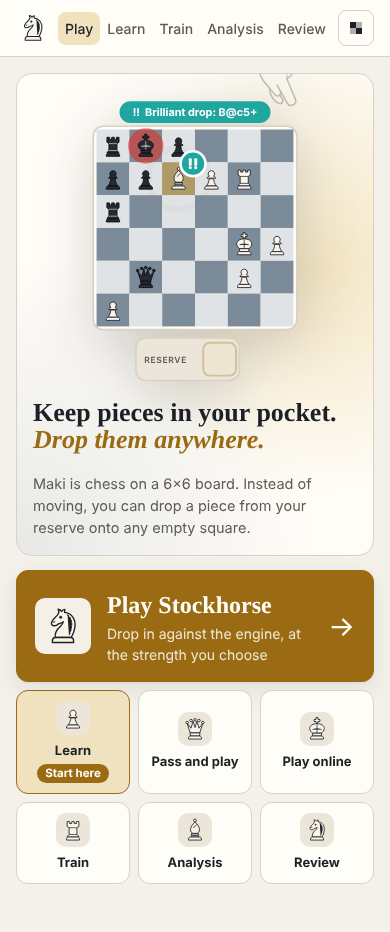 Play Learn Train Analysis Review
!! Brilliant drop: B@c5+
!!
RESERVE
Keep pieces in your pocket.
Drop them anywhere.
Maki is chess on a 6×6 board. Instead of
moving, you can drop a piece from your
reserve onto any empty square.
Play Stockhorse
Drop in against the engine, at
the strength you choose
Learn
Start here
Pass and play
Play online
Train
Analysis
Review